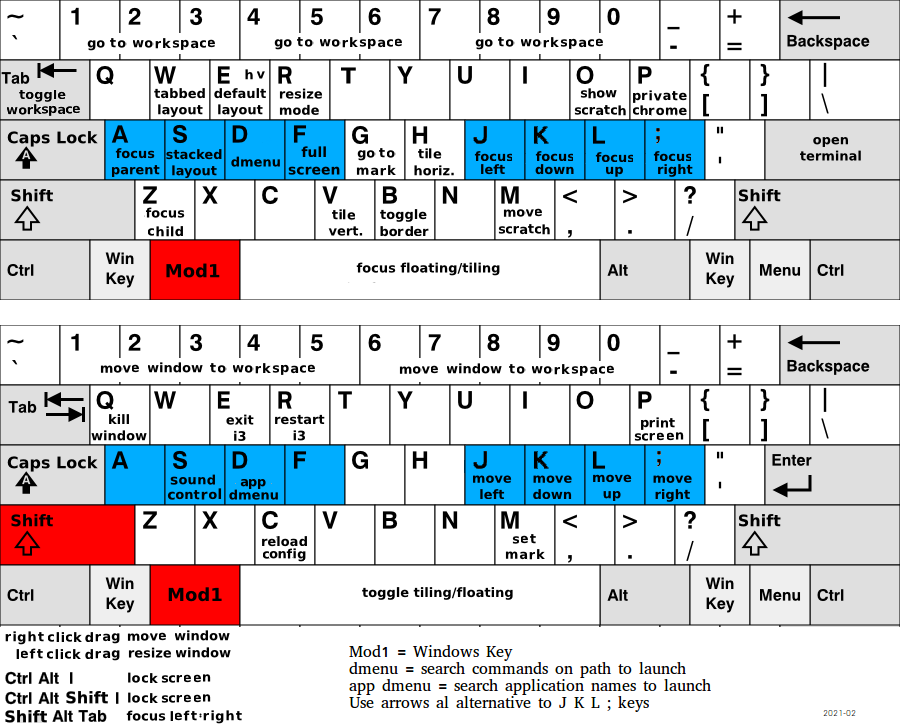 ~ 1 2 3 4 5 6 7 8 9 0 _ + Backspace
` go to workspace go to workspace go to workspace - =
Tab Q W E h v R T Y U I O P { } |
toggle workspace tabbed layout default layout resize mode show scratch private chrome [ ] \
Caps Lock A S D F G H J K L ; " open terminal
A focus parent stacked layout dmenu full screen go to mark tile horiz. focus left focus down focus up focus right '
Shift Z X C V B N M < > ? Shift
focus child tile vert. toggle border move scratch , . /
Ctrl Win Key Mod1 focus floating/tiling Alt Win Key Menu Ctrl
~ 1 2 3 4 5 6 7 8 9 0 _ + Backspace
` move window to workspace move window to workspace - =
Tab Q W E R T Y U I O P { } |
kill window exit i3 restart i3 print screen [ ] \
Caps Lock A S D F G H J K L ; " Enter
A sound control app dmenu move left move down move up move right '
Shift Z X C V B N M < > ? Shift
reload config set mark , . /
Ctrl Win Key Mod1 toggle tiling/floating Alt Win Key Menu Ctrl
right click drag move window
left click drag resize window
Ctrl Alt l lock screen
Ctrl Alt Shift l lock screen
Shift Alt Tab focus left·right
Mod1 = Windows Key
dmenu = search commands on path to launch
app dmenu = search application names to launch
Use arrows al alternative to J K L ; keys
2021-02